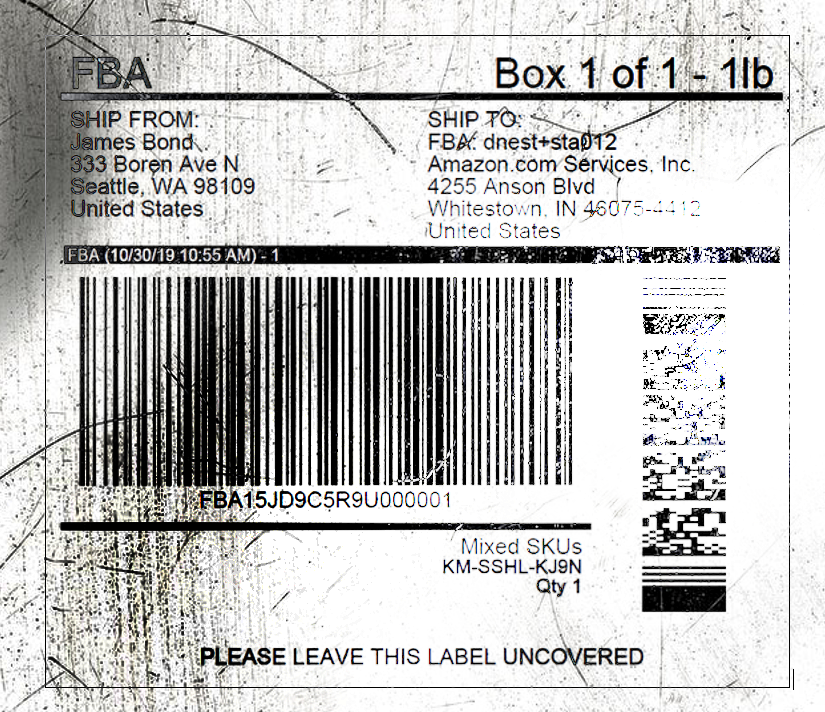 FBA
Box 1 of 1 - 1lb
SHIP FROM:
James Bond
333 Boren Ave N
Seattle, WA 98109
United States
SHIP TO:
FBA: dnest+sta012
Amazon.com Services, Inc.
4255 Anson Blvd
Whitestown, IN 46075-4412
United States
FBA (10/30/19 10:55 AM) - 1
FBA15JD9C5R9U000001
Mixed SKUs
KM-SSHL-KJ9N
Qty 1
PLEASE LEAVE THIS LABEL UNCOVERED